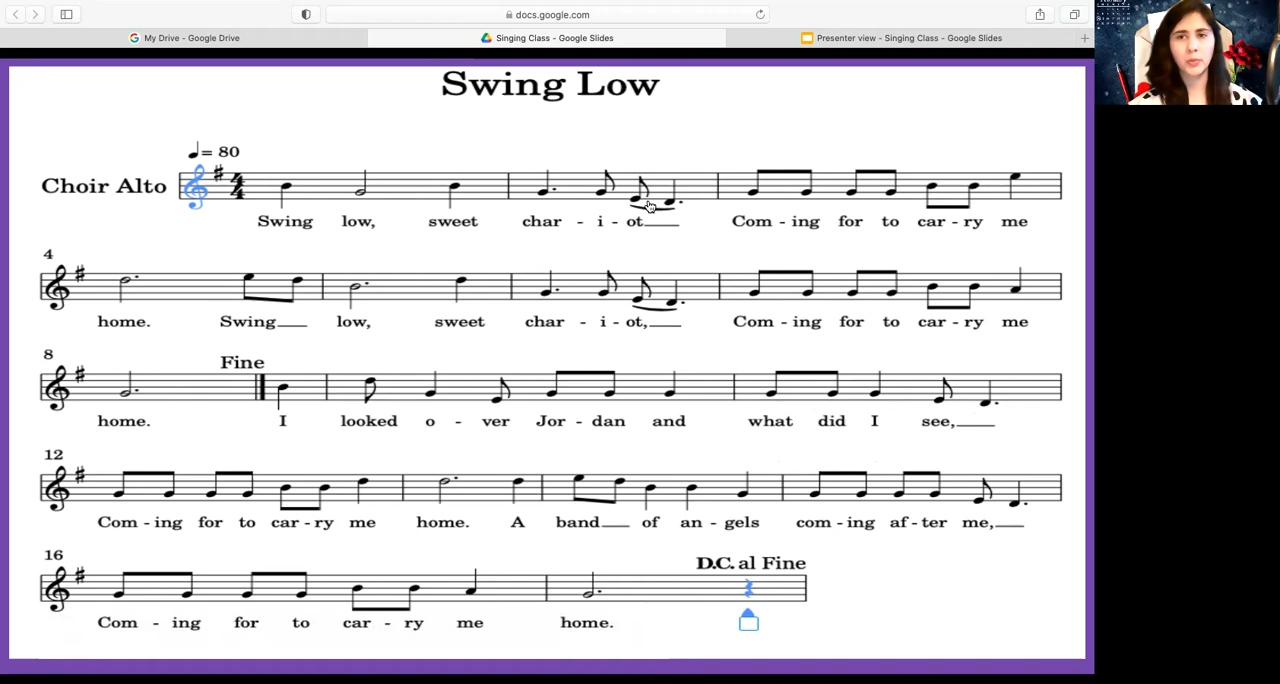 docs.google.com
My Drive - Google Drive
Singing Class - Google Slides
Presenter view - Singing Class - Google Slides
Swing Low
♩= 80
Choir Alto
4
4
Swing low, sweet char - i - ot Com - ing for to car - ry me
4
home. Swing low, sweet char - i - ot, Com - ing for to car - ry me
8
Fine
home. I looked o - ver Jor - dan and what did I see,
12
Com - ing for to car - ry me home. A band of an - gels com - ing af - ter me,
16
D.C. al Fine
Com - ing for to car - ry me home.